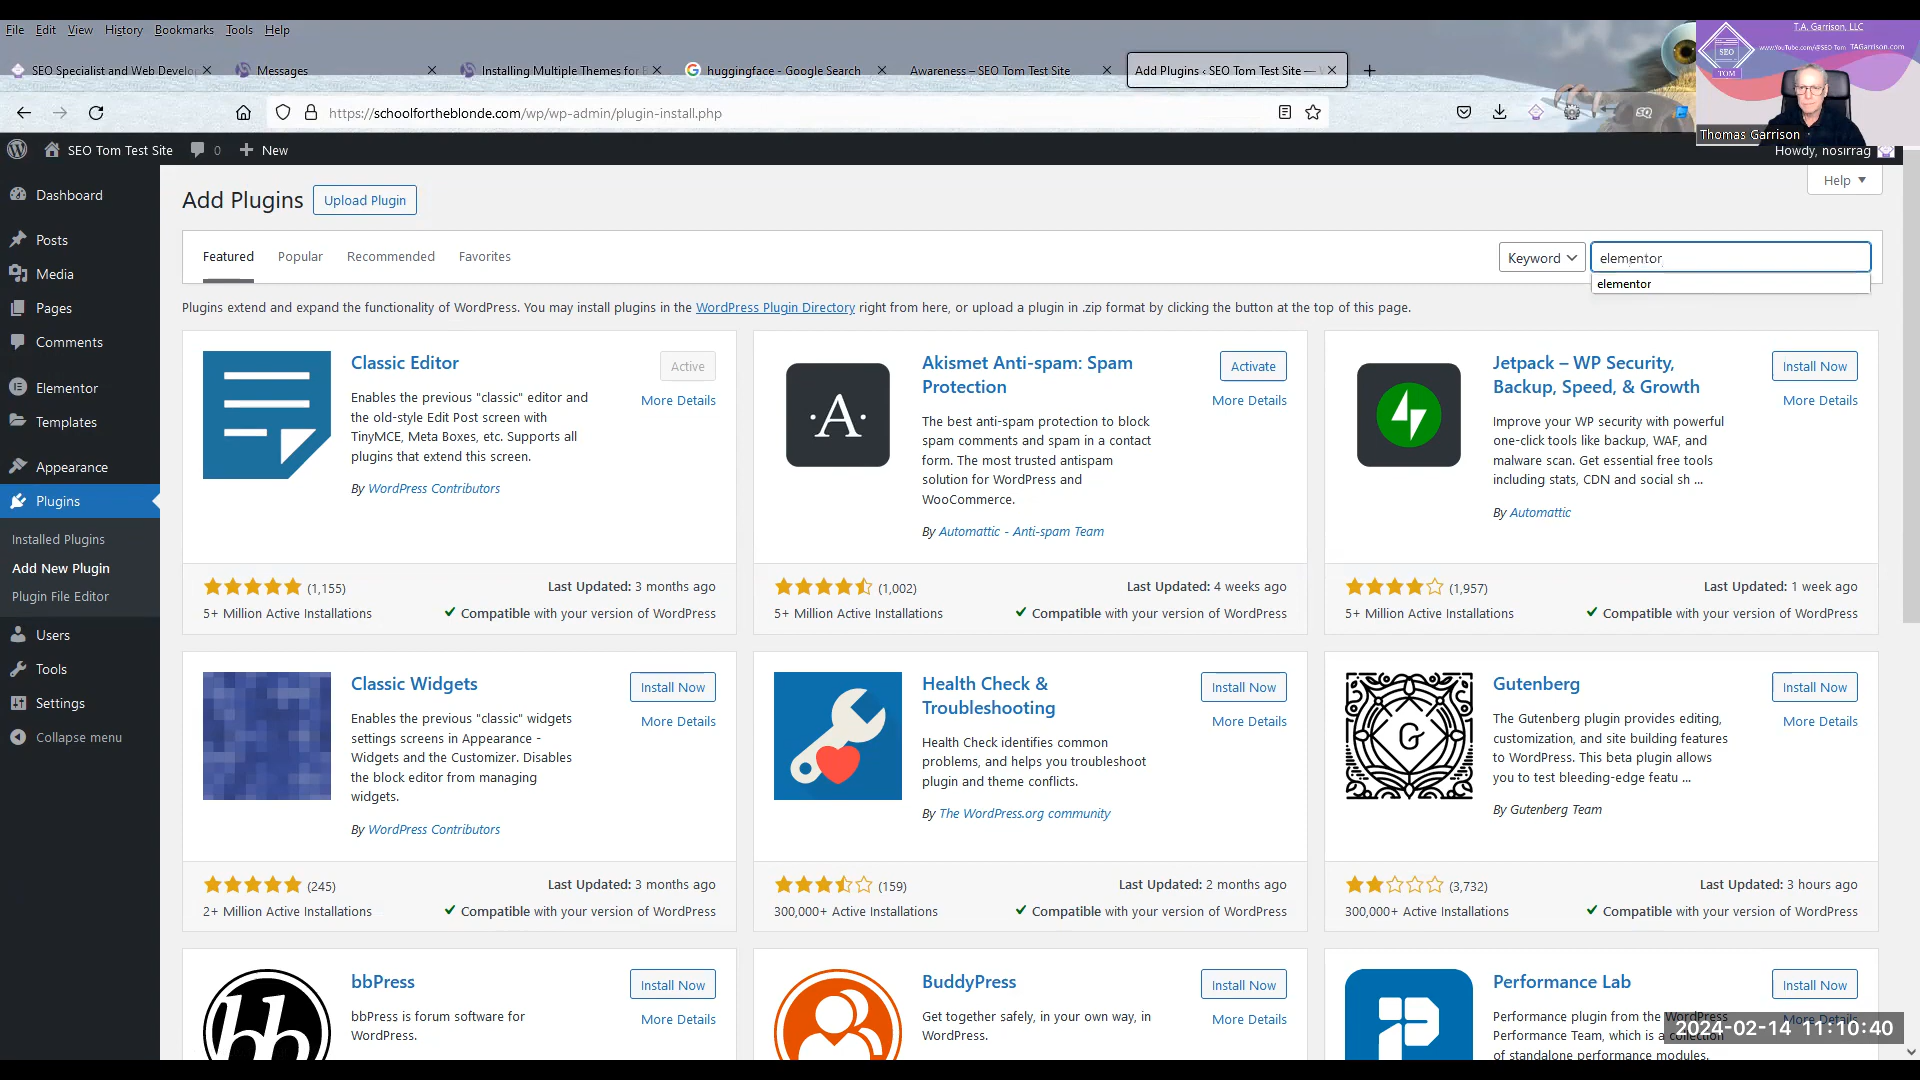 File Edit View History Bookmarks Tools Help
T.A. Garrison, LLC
www.YouTube.com/@SEO Tom TAGarrison.com
SEO
TOM
SEO Specialist and Web Develo
Messages
Installing Multiple Themes for
huggingface - Google Search
Awareness – SEO Tom Test Site
Add Plugins ‹ SEO Tom Test Site —
https://schoolfortheblonde.com/wp/wp-admin/plugin-install.php
Thomas Garrison
SEO Tom Test Site 0 New
Howdy, nosirrag
Dashboard
Posts
Media
Pages
Comments
Elementor
Templates
Appearance
Plugins
Installed Plugins
Add New Plugin
Plugin File Editor
Users
Tools
Settings
Collapse menu
Help
Add Plugins Upload Plugin
Featured Popular Recommended Favorites
Keyword elementor
elementor
Plugins extend and expand the functionality of WordPress. You may install plugins in the WordPress Plugin Directory right from here, or upload a plugin in .zip format by clicking the button at the top of this page.
Classic Editor
Active
More Details
Enables the previous "classic" editor and
the old-style Edit Post screen with
TinyMCE, Meta Boxes, etc. Supports all
plugins that extend this screen.
By WordPress Contributors
(1,155)
Last Updated: 3 months ago
5+ Million Active Installations
Compatible with your version of WordPress
·A·
Akismet Anti-spam: Spam
Protection
Activate
More Details
The best anti-spam protection to block
spam comments and spam in a contact
form. The most trusted antispam
solution for WordPress and
WooCommerce.
By Automattic - Anti-spam Team
(1,002)
Last Updated: 4 weeks ago
5+ Million Active Installations
Compatible with your version of WordPress
Jetpack – WP Security,
Backup, Speed, & Growth
Install Now
More Details
Improve your WP security with powerful
one-click tools like backup, WAF, and
malware scan. Get essential free tools
including stats, CDN and social sh ...
By Automattic
(1,957)
Last Updated: 1 week ago
5+ Million Active Installations
Compatible with your version of WordPress
Classic Widgets
Install Now
More Details
Enables the previous "classic" widgets
settings screens in Appearance -
Widgets and the Customizer. Disables
the block editor from managing
widgets.
By WordPress Contributors
(245)
Last Updated: 3 months ago
2+ Million Active Installations
Compatible with your version of WordPress
Health Check &
Troubleshooting
Install Now
More Details
Health Check identifies common
problems, and helps you troubleshoot
plugin and theme conflicts.
By The WordPress.org community
(159)
Last Updated: 2 months ago
300,000+ Active Installations
Compatible with your version of WordPress
G
Gutenberg
Install Now
More Details
The Gutenberg plugin provides editing,
customization, and site building features
to WordPress. This beta plugin allows
you to test bleeding-edge featu ...
By Gutenberg Team
(3,732)
Last Updated: 3 hours ago
300,000+ Active Installations
Compatible with your version of WordPress
bb
bbPress
Install Now
More Details
bbPress is forum software for
WordPress.
BuddyPress
Install Now
More Details
Get together safely, in your own way, in
WordPress.
Performance Lab
Install Now
More Details
Performance plugin from the WordPress
Performance Team, which is a collection
of standalone performance modules.
2024-02-14 11:10:40